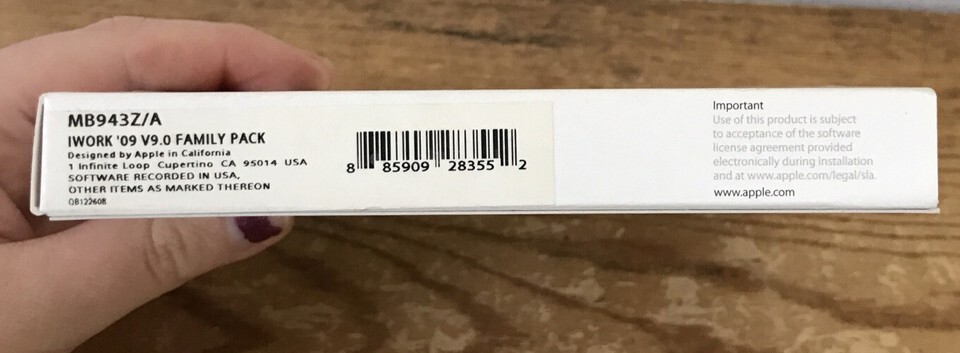 MB943Z/A
IWORK '09 V9.0 FAMILY PACK
Designed by Apple in California
1 Infinite Loop Cupertino CA 95014 USA
SOFTWARE RECORDED IN USA,
OTHER ITEMS AS MARKED THEREON
QB122608
8 85909 28355 2
Important
Use of this product is subject
to acceptance of the software
license agreement provided
electronically during installation
and at www.apple.com/legal/sla.
www.apple.com